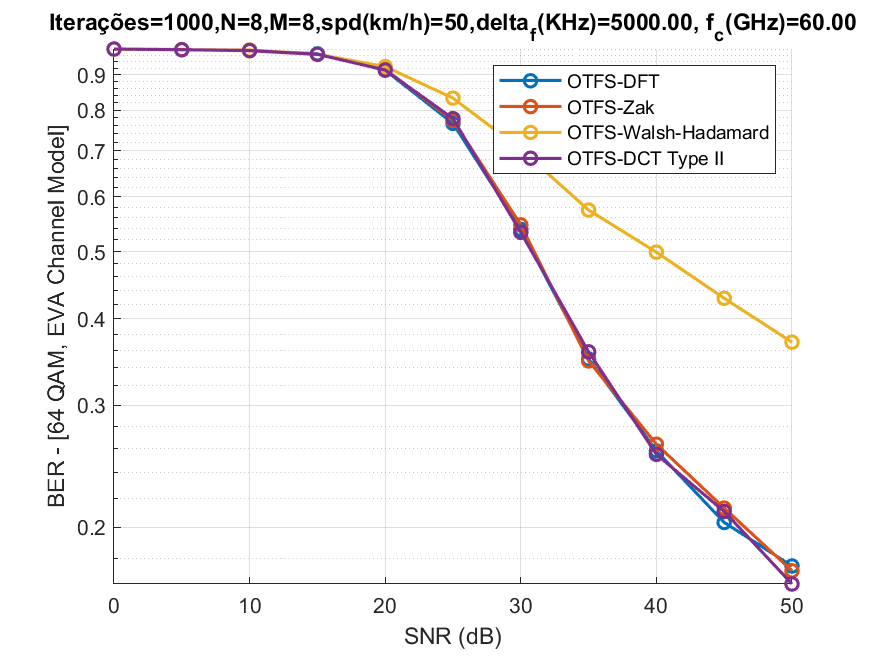 Iterações=1000,N=8,M=8,spd(km/h)=50,delta_f(KHz)=5000.00, f_c(GHz)=60.00
OTFS-DFT
OTFS-Zak
OTFS-Walsh-Hadamard
OTFS-DCT Type II
BER - [64 QAM, EVA Channel Model]
0.9
0.8
0.7
0.6
0.5
0.4
0.3
0.2
0 10 20 30 40 50
SNR (dB)